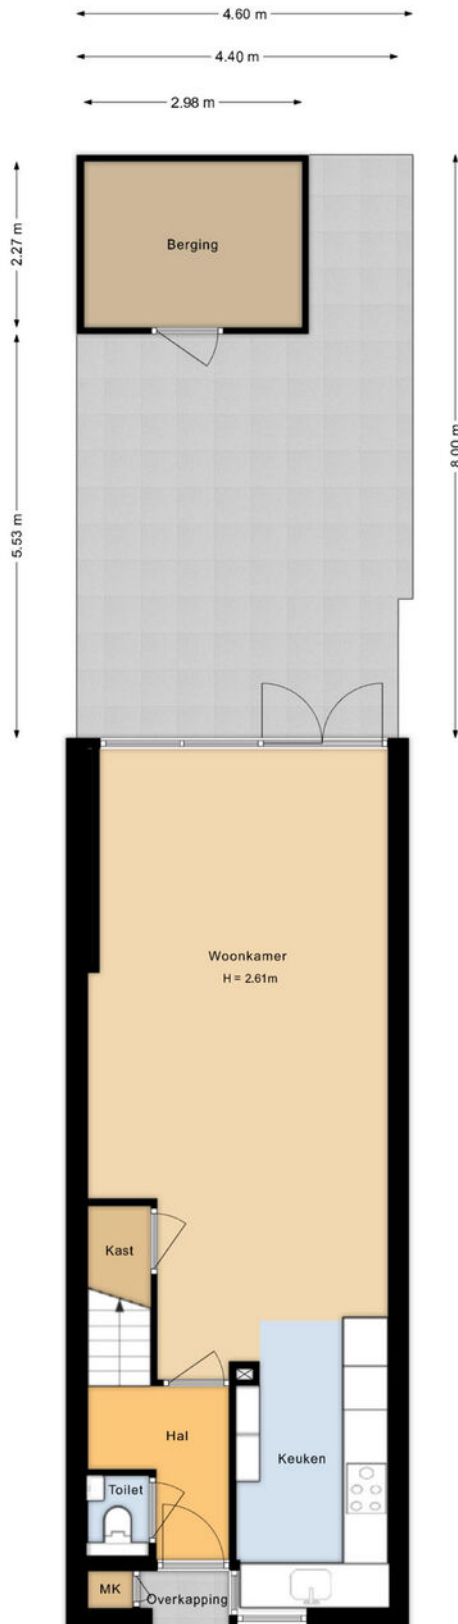 4.60 m
4.40 m
2.98 m
2.27 m
Berging
5.53 m
8.00 m
Woonkamer
H = 2.61m
Kast
Hal
Keuken
Toilet
MK
Overkapping